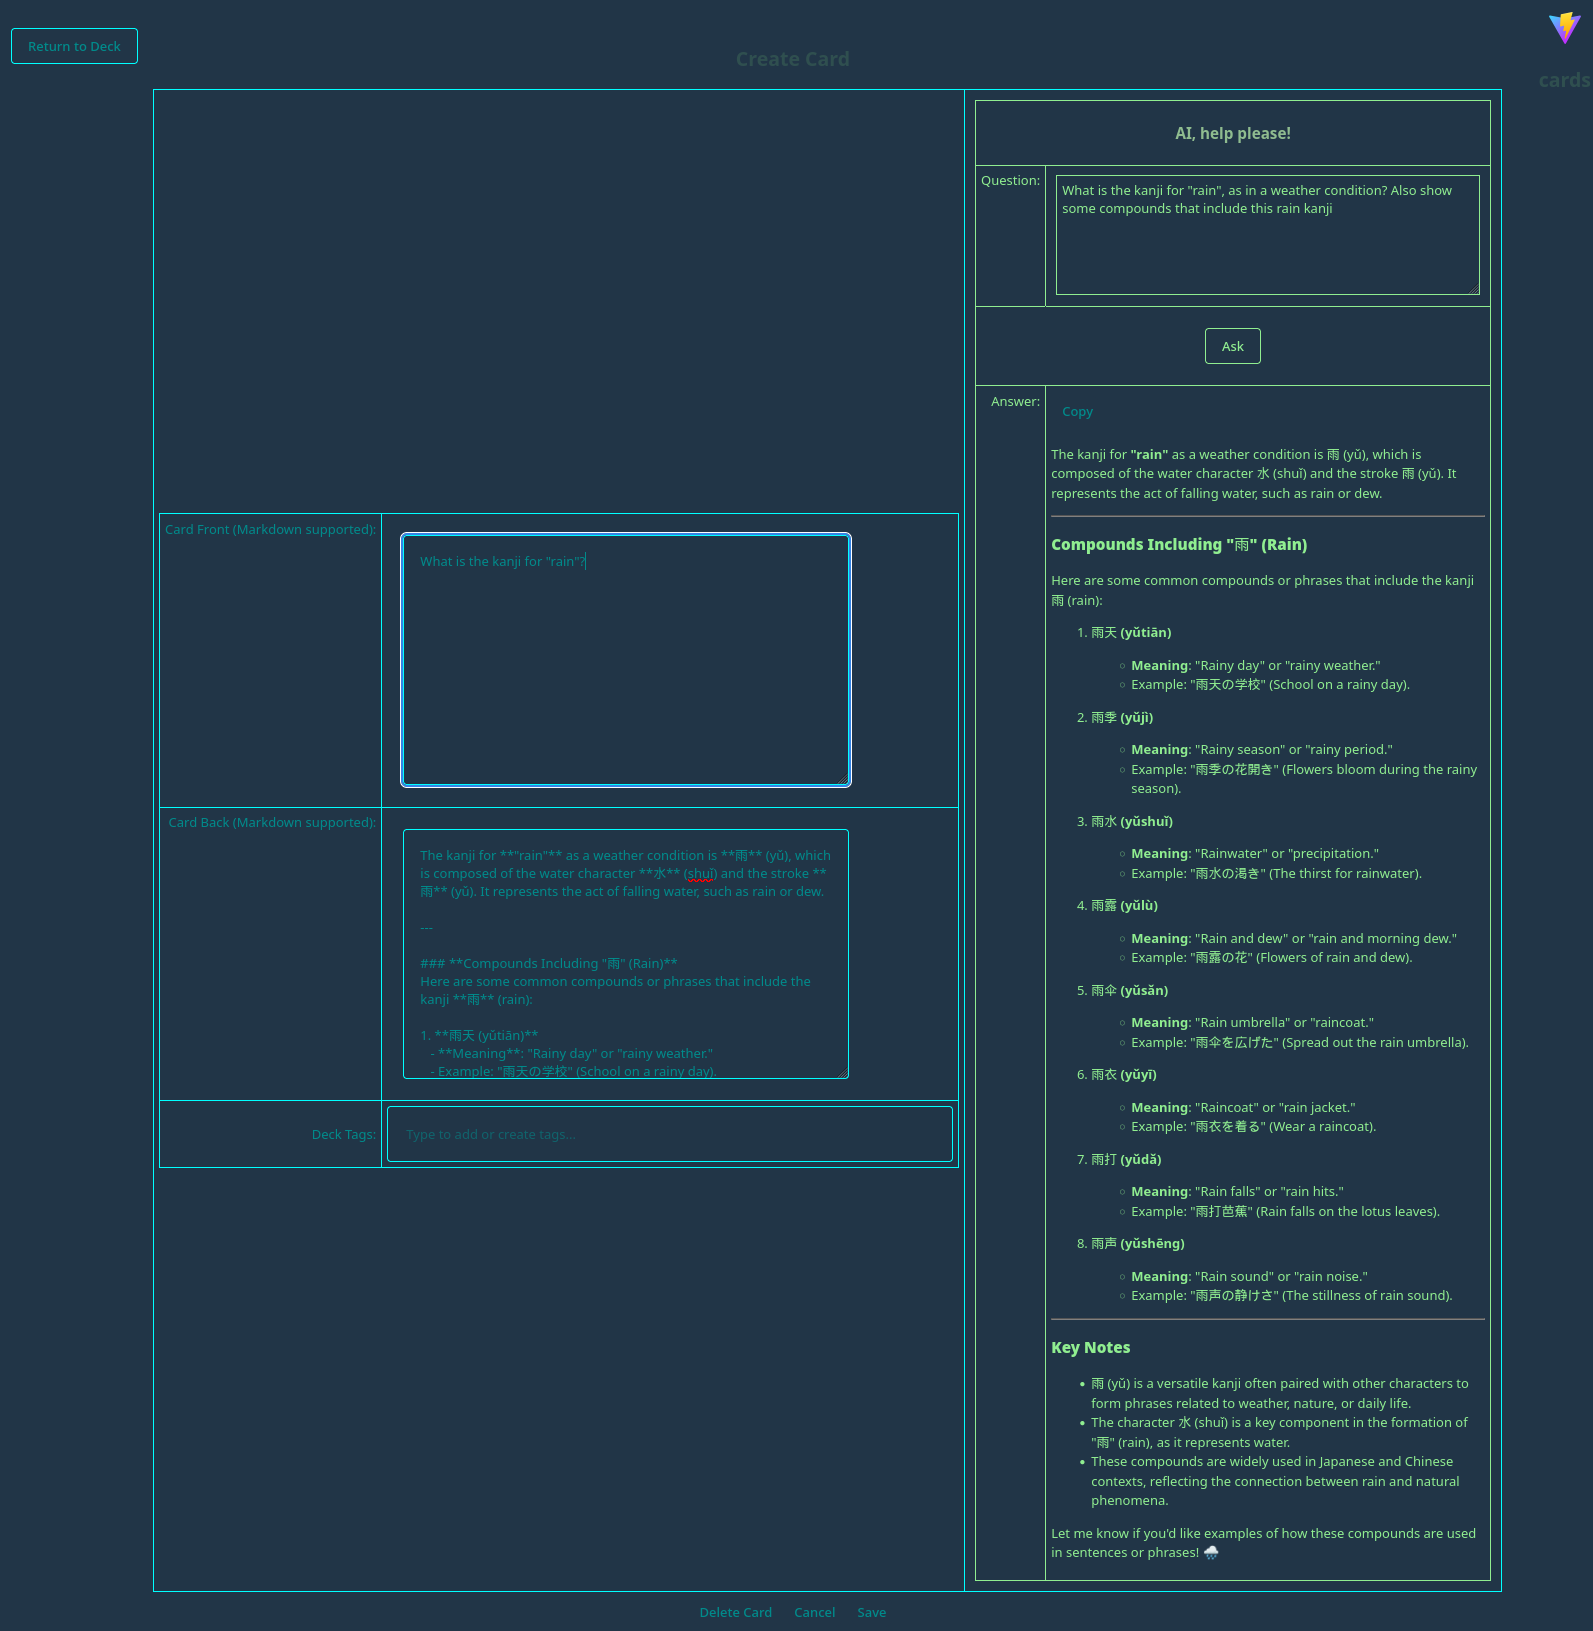 Return to Deck
Create Card
cards
Card Front (Markdown supported):
What is the kanji for "rain"?
Card Back (Markdown supported):
The kanji for **"rain"** as a weather condition is **雨** (yǔ), which
is composed of the water character **水** (shuǐ) and the stroke **
雨** (yǔ). It represents the act of falling water, such as rain or dew.
---
### **Compounds Including "雨" (Rain)**
Here are some common compounds or phrases that include the
kanji **雨** (rain):
1. **雨天 (yǔtiān)**
- **Meaning**: "Rainy day" or "rainy weather."
- Example: "雨天の学校" (School on a rainy day).
Deck Tags:
Type to add or create tags...
AI, help please!
Question:
What is the kanji for "rain", as in a weather condition? Also show
some compounds that include this rain kanji
Ask
Answer:
Copy
The kanji for "rain" as a weather condition is 雨 (yǔ), which is
composed of the water character 水 (shuǐ) and the stroke 雨 (yǔ). It
represents the act of falling water, such as rain or dew.
Compounds Including "雨" (Rain)
Here are some common compounds or phrases that include the kanji
雨 (rain):
1. 雨天 (yǔtiān)
Meaning: "Rainy day" or "rainy weather."
Example: "雨天の学校" (School on a rainy day).
2. 雨季 (yǔjì)
Meaning: "Rainy season" or "rainy period."
Example: "雨季の花開き" (Flowers bloom during the rainy
season).
3. 雨水 (yǔshuǐ)
Meaning: "Rainwater" or "precipitation."
Example: "雨水の渇き" (The thirst for rainwater).
4. 雨露 (yǔlù)
Meaning: "Rain and dew" or "rain and morning dew."
Example: "雨露の花" (Flowers of rain and dew).
5. 雨伞 (yǔsǎn)
Meaning: "Rain umbrella" or "raincoat."
Example: "雨伞を広げた" (Spread out the rain umbrella).
6. 雨衣 (yǔyī)
Meaning: "Raincoat" or "rain jacket."
Example: "雨衣を着る" (Wear a raincoat).
7. 雨打 (yǔdǎ)
Meaning: "Rain falls" or "rain hits."
Example: "雨打芭蕉" (Rain falls on the lotus leaves).
8. 雨声 (yǔshēng)
Meaning: "Rain sound" or "rain noise."
Example: "雨声の静けさ" (The stillness of rain sound).
Key Notes
雨 (yǔ) is a versatile kanji often paired with other characters to
form phrases related to weather, nature, or daily life.
The character 水 (shuǐ) is a key component in the formation of
"雨" (rain), as it represents water.
These compounds are widely used in Japanese and Chinese
contexts, reflecting the connection between rain and natural
phenomena.
Let me know if you'd like examples of how these compounds are used
in sentences or phrases! 🌧️
Delete Card
Cancel
Save